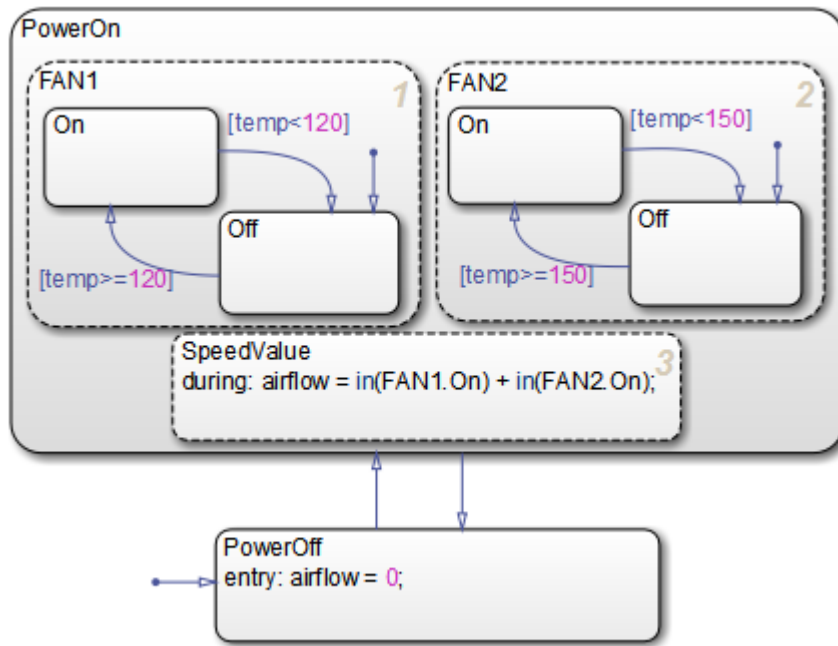 PowerOn
FAN1
1
On
[temp<120]
Off
[temp>=120]
FAN2
2
On
[temp<150]
Off
[temp>=150]
SpeedValue
3
during: airflow = in(FAN1.On) + in(FAN2.On);
PowerOff
entry: airflow = 0;